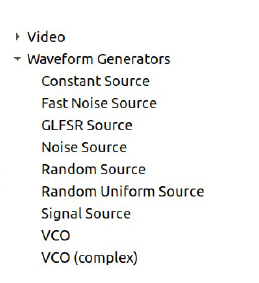 Video
Waveform Generators
Constant Source
Fast Noise Source
GLFSR Source
Noise Source
Random Source
Random Uniform Source
Signal Source
VCO
VCO (complex)